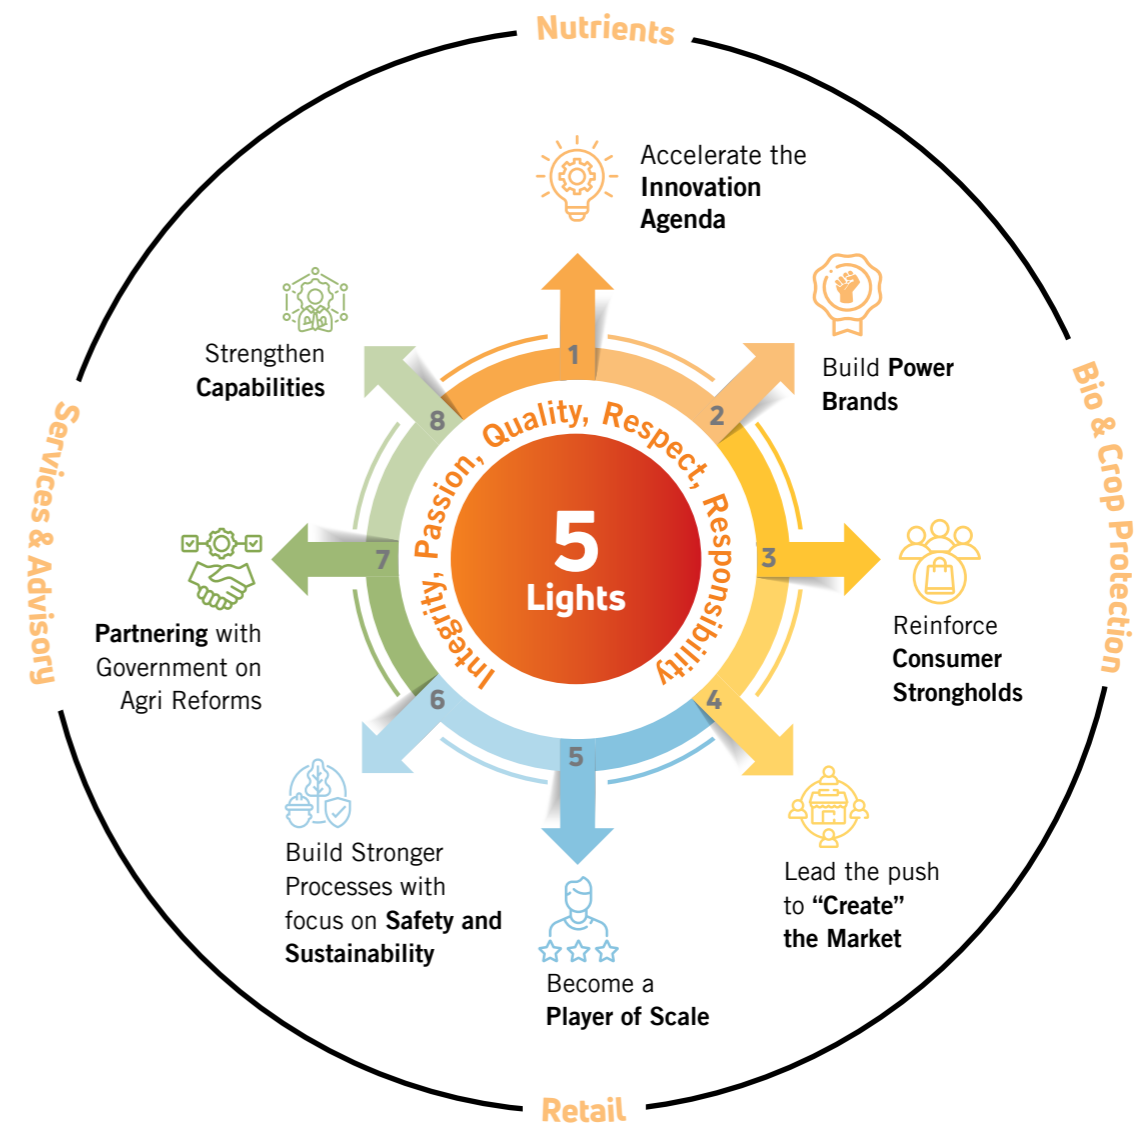 Nutrients
Accelerate the
Innovation
Agenda
1
Build Power
Brands
2
Bio & Crop Protection
3
Reinforce
Consumer
Strongholds
4
Lead the push
to “Create”
the Market
5
Become a
Player of Scale
6
Build Stronger
Processes with
focus on Safety and
Sustainability
7
Partnering with
Government on
Agri Reforms
8
Strengthen
Capabilities
Services & Advisory
Integrity, Passion, Quality, Respect, Responsibility
5
Lights
Retail